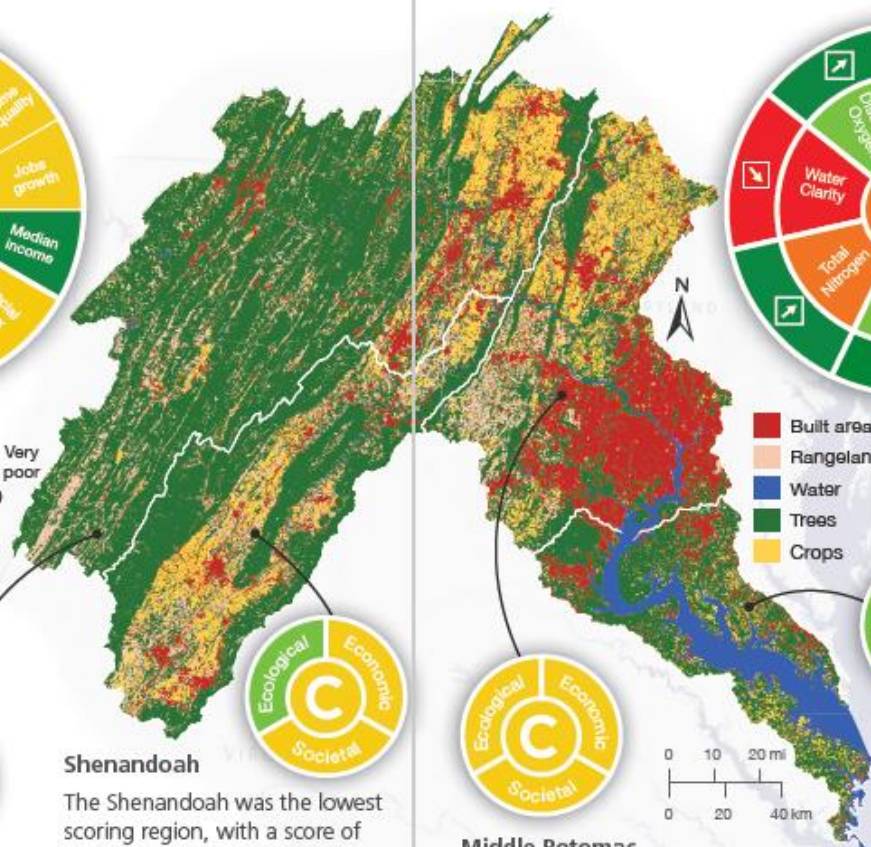 Jobs
growth
Median
income
Very
poor
Water
Clarity
Total
Nitrogen
N
Built area
Water
Trees
Crops
Ecological
Economic
Societal
C
Ecological
Economic
Societal
C
0 10 20 mi
0 20 40 km
Shenandoah
The Shenandoah was the lowest
scoring region, with a score of